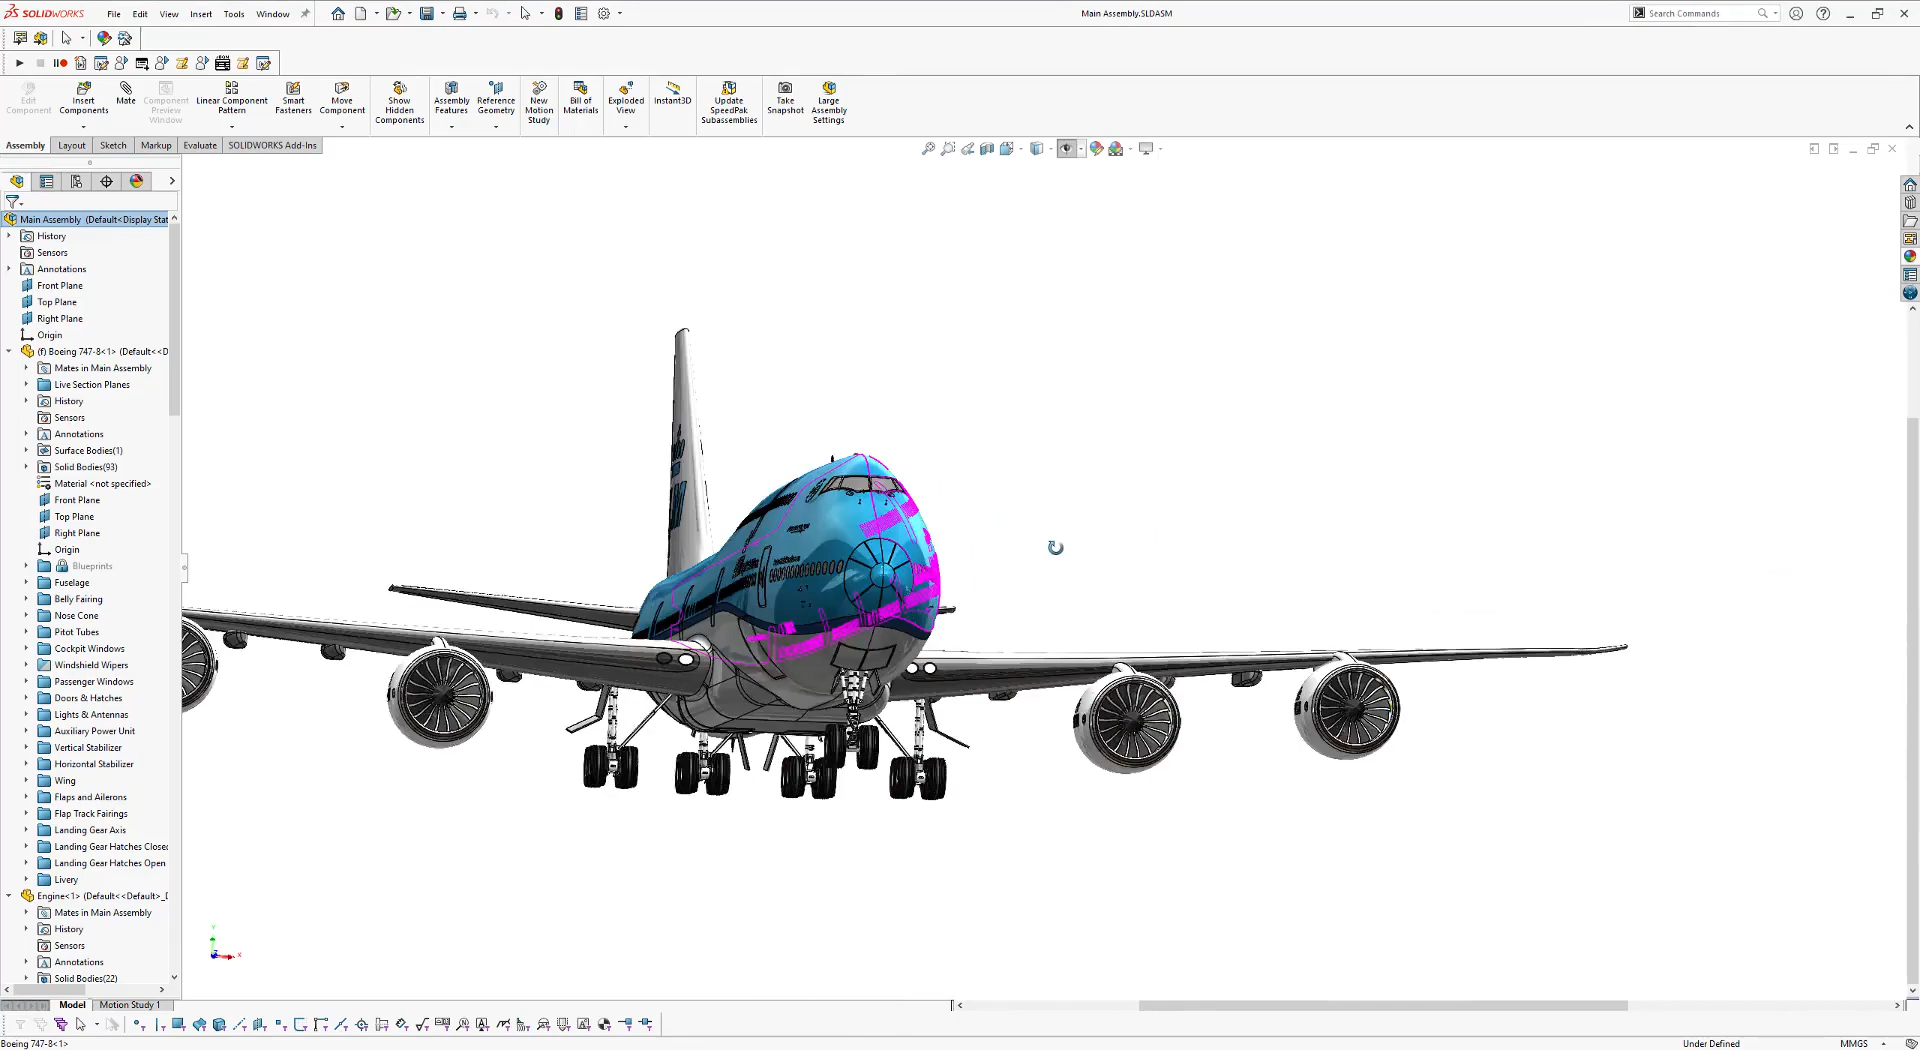 SOLIDWORKS File Edit View Insert Tools Window Main Assembly.SLDASM Search Commands
Edit Component
Insert Components
Mate
Component Preview Window
Linear Component Pattern
Smart Fasteners
Move Component
Show Hidden Components
Assembly Features
Reference Geometry
New Motion Study
Bill of Materials
Exploded View
Instant3D
Update SpeedPak Subassemblies
Take Snapshot
Large Assembly Settings
Assembly Layout Sketch Markup Evaluate SOLIDWORKS Add-Ins
Main Assembly (Default<Display Stat
History
Sensors
Annotations
Front Plane
Top Plane
Right Plane
Origin
(f) Boeing 747-8<1> (Default<<D
Mates in Main Assembly
Live Section Planes
History
Sensors
Annotations
Surface Bodies(1)
Solid Bodies(93)
Material <not specified>
Front Plane
Top Plane
Right Plane
Origin
Blueprints
Fuselage
Belly Fairing
Nose Cone
Pitot Tubes
Cockpit Windows
Windshield Wipers
Passenger Windows
Doors & Hatches
Lights & Antennas
Auxiliary Power Unit
Vertical Stabilizer
Horizontal Stabilizer
Wing
Flaps and Ailerons
Flap Track Fairings
Landing Gear Axis
Landing Gear Hatches Closed
Landing Gear Hatches Open
Livery
Engine<1> (Default<<Default>_D
Mates in Main Assembly
History
Sensors
Annotations
Solid Bodies(22)
Model Motion Study 1
Boeing 747-8<1> Under Defined MMGS